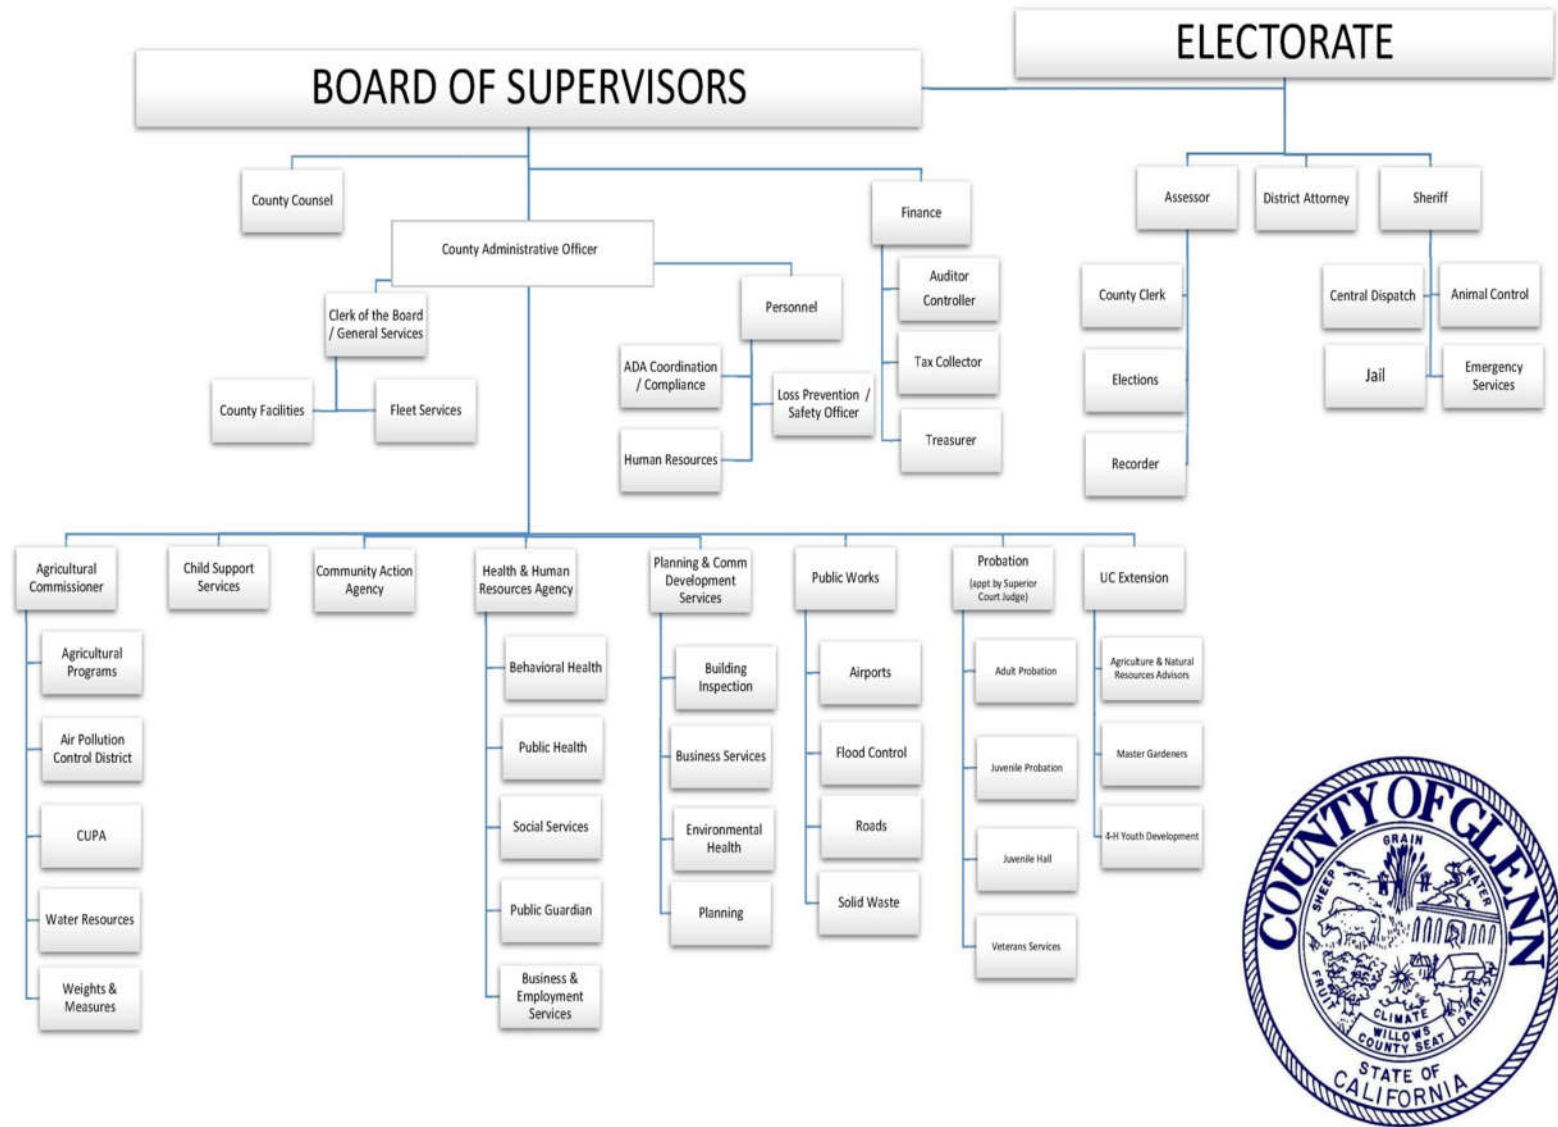 ELECTORATE
BOARD OF SUPERVISORS
County Counsel
County Administrative Officer
Finance
Assessor
District Attorney
Sheriff
Clerk of the Board
/ General Services
Personnel
Auditor
Controller
County Clerk
Central Dispatch
Animal Control
ADA Coordination
/ Compliance
Tax Collector
Elections
Jail
Emergency
Services
County Facilities
Fleet Services
Loss Prevention /
Safety Officer
Human Resources
Treasurer
Recorder
Agricultural
Commissioner
Child Support
Services
Community Action
Agency
Health & Human
Resources Agency
Planning & Comm
Development
Services
Public Works
Probation
(appt by Superior
Court Judge)
UC Extension
Agricultural
Programs
Air Pollution
Control District
CUPA
Water Resources
Weights &
Measures
Behavioral Health
Public Health
Social Services
Public Guardian
Business &
Employment
Services
Building
Inspection
Business Services
Environmental
Health
Planning
Airports
Flood Control
Roads
Solid Waste
Adult Probation
Juvenile Probation
Juvenile Hall
Veterans Services
Agriculture & Natural
Resources Advisors
Master Gardeners
4-H Youth Development
COUNTY OF GLENN
GRAIN
SHEEP
WATER
FRUIT
DAIRY
CLIMATE
WILLOWS
COUNTY SEAT
STATE OF
CALIFORNIA